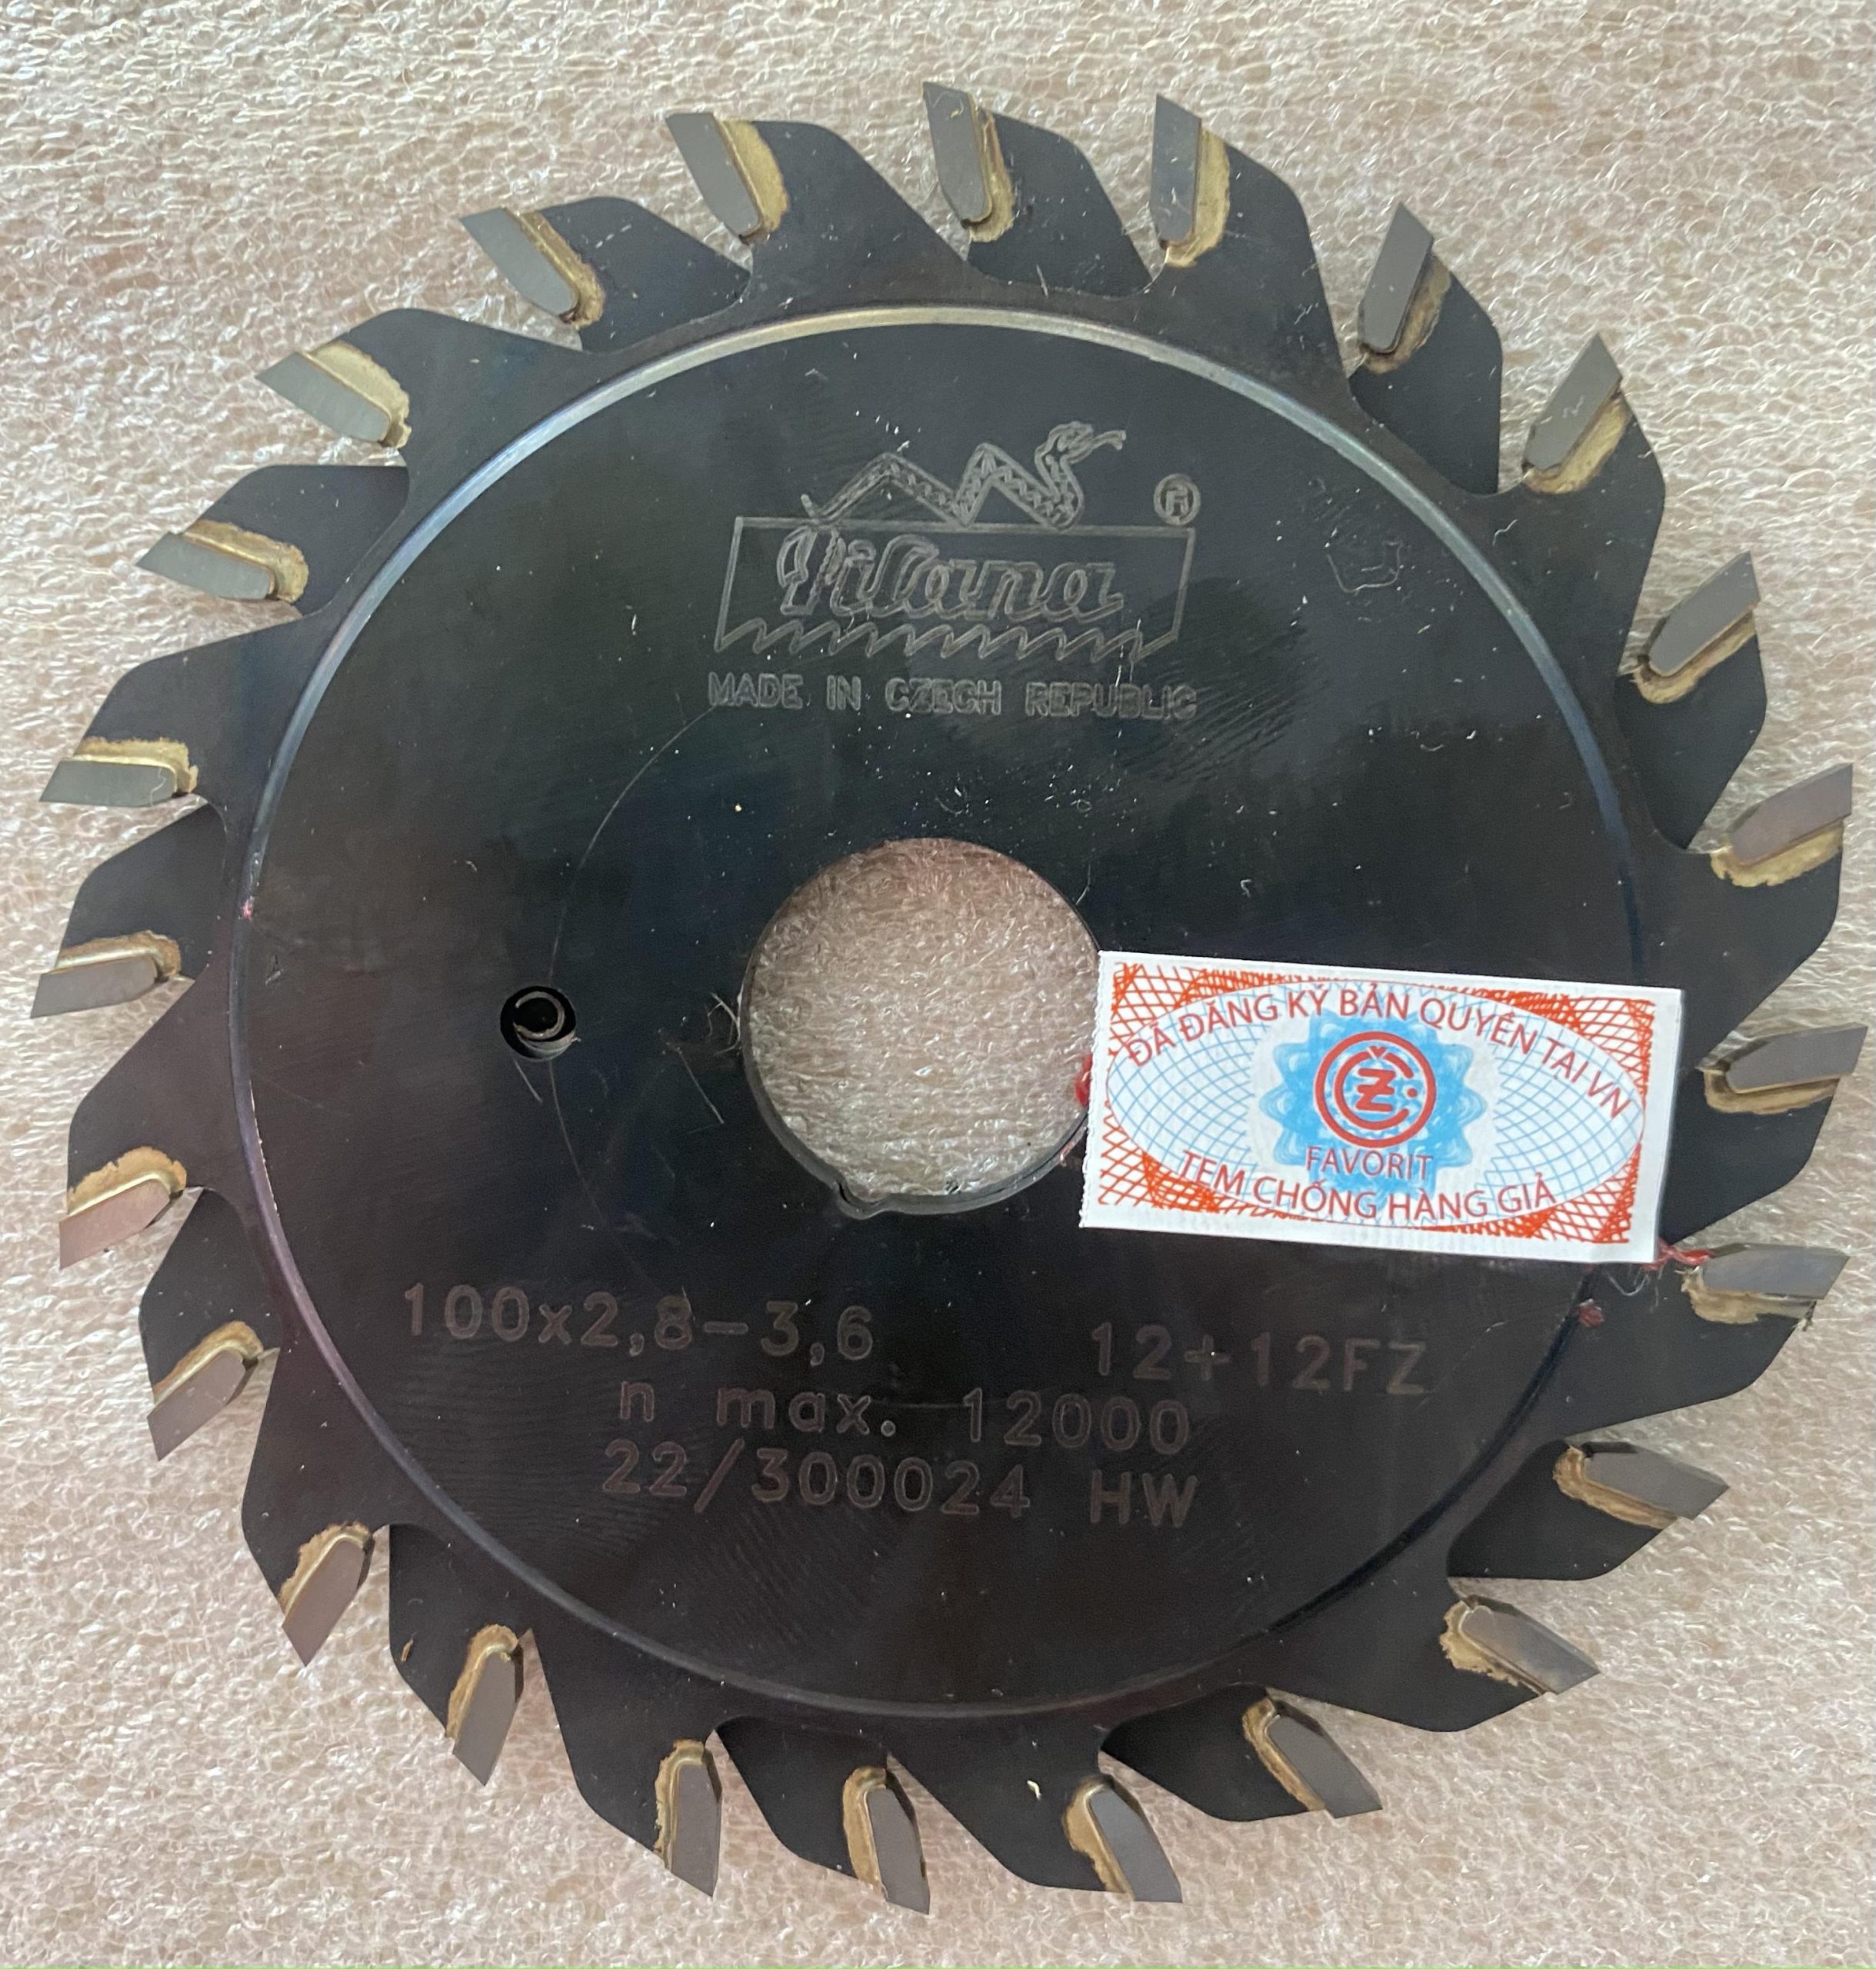 ®
Pilana
MADE IN CZECH REPUBLIC
ĐÃ ĐĂNG KÝ BẢN QUYỀN TẠI VN
CŽ
FAVORIT
TEM CHỐNG HÀNG GIẢ
100x2,8-3,6 12+12FZ
n max. 12000
22/300024 HW